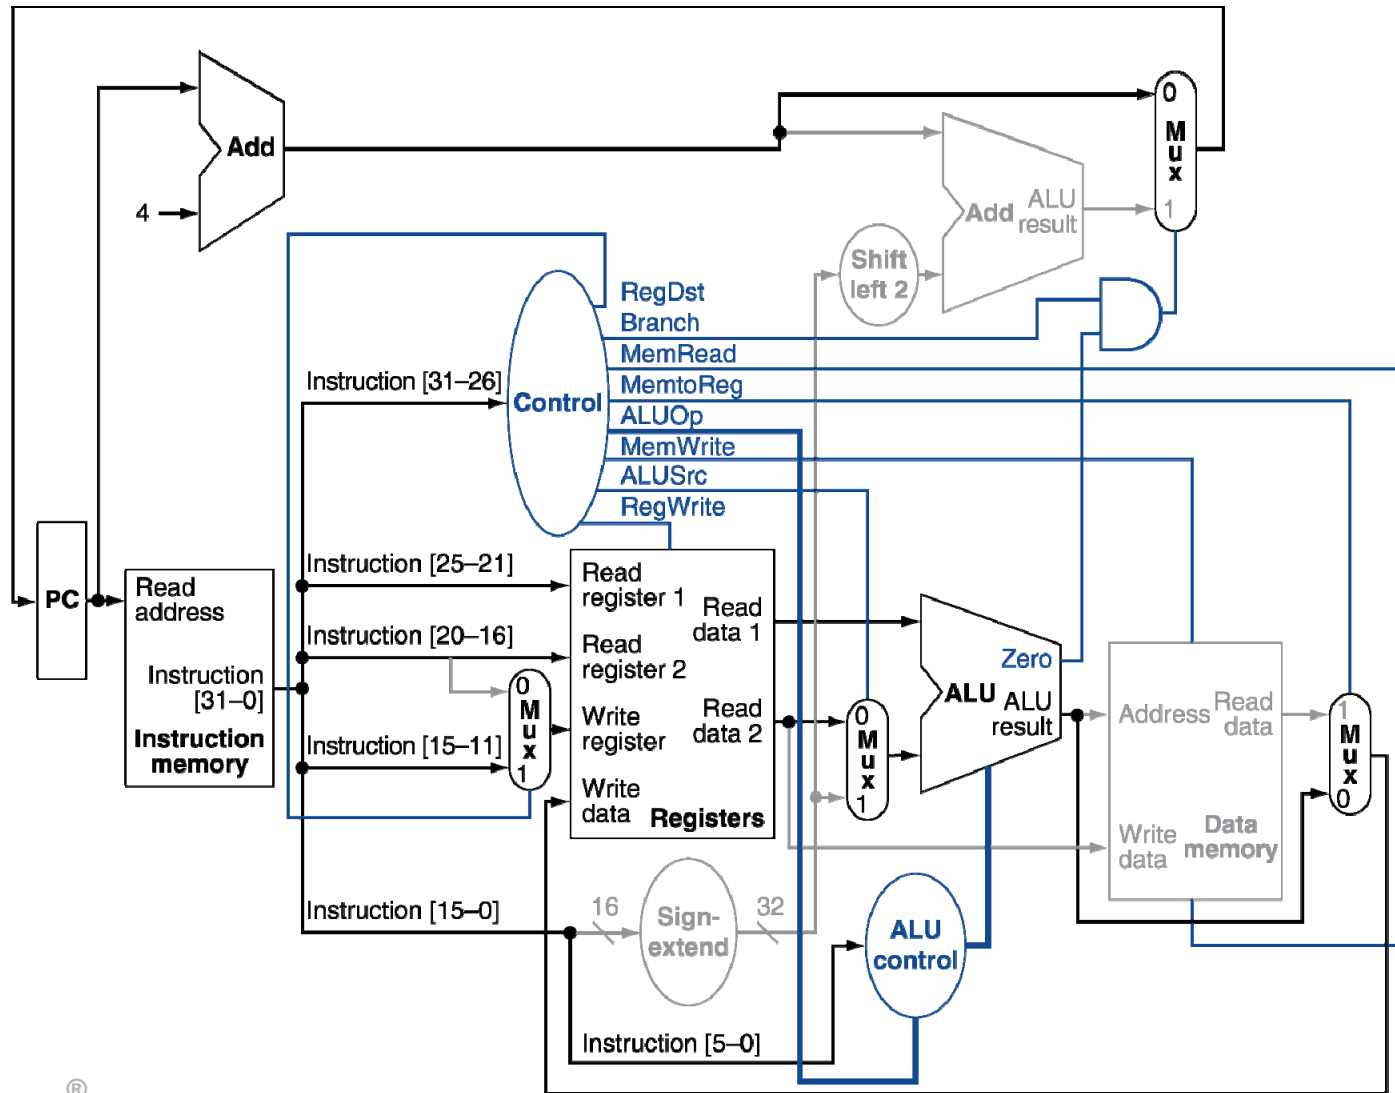 0
Mux
1
Add
4
Add
ALU
result
Shift
left 2
RegDst
Branch
MemRead
MemtoReg
ALUOp
MemWrite
ALUSrc
RegWrite
Control
Instruction [31–26]
Instruction [25–21]
Instruction [20–16]
Instruction [15–11]
Instruction [15–0]
Instruction [5–0]
PC
Read
address
Instruction
[31–0]
Instruction
memory
0
Mux
1
Read
register 1
Read
register 2
Write
register
Write
data
Read
data 1
Read
data 2
Registers
0
Mux
1
Zero
ALU
ALU
result
Address
Read
data
Write
data
Data
memory
1
Mux
0
16
Sign-
extend
32
ALU
control
®